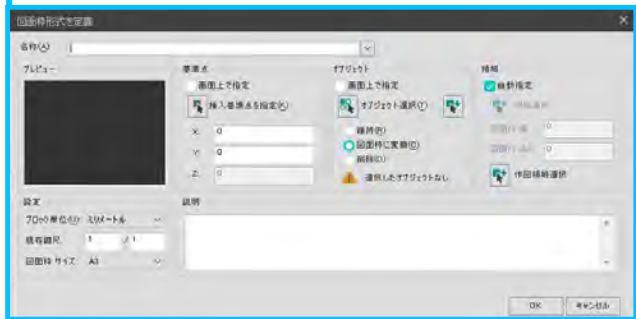 図面枠形式を定義
名称(A)
プレビュー
基準点
画面上で指定
挿入基準点を指定(K)
X: 0
Y: 0
Z: 0
オブジェクト
画面上で指定
オブジェクト選択(T)
維持(R)
図面枠に変換(C)
削除(D)
選択したオブジェクトなし
領域
自動指定
0
0
作図領域選択
設定
ブロック単位(U): ミリメートル
1 / 1
図面枠 サイズ: A3
説明
OK
キャンセル